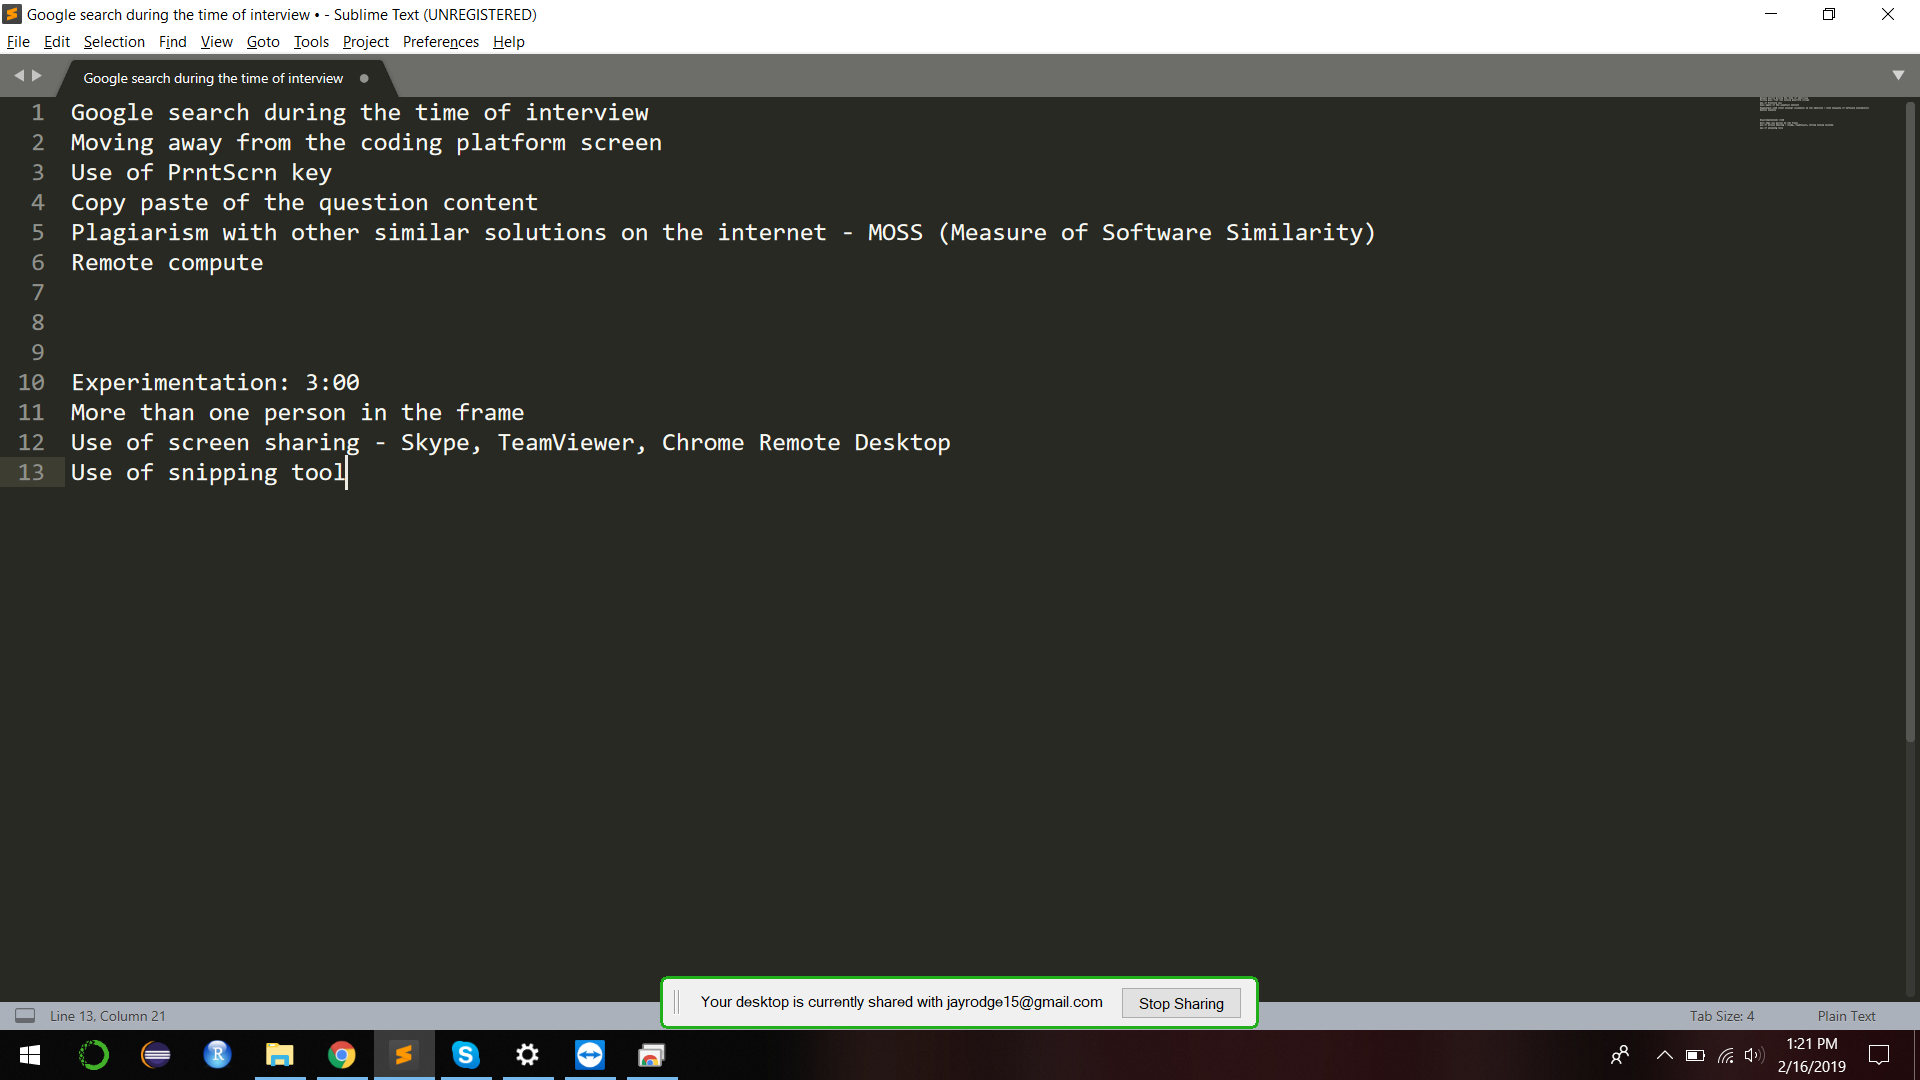 Google search during the time of interview • - Sublime Text (UNREGISTERED)
File Edit Selection Find View Goto Tools Project Preferences Help
Google search during the time of interview
1 Google search during the time of interview
2 Moving away from the coding platform screen
3 Use of PrntScrn key
4 Copy paste of the question content
5 Plagiarism with other similar solutions on the internet - MOSS (Measure of Software Similarity)
6 Remote compute
7
8
9
10 Experimentation: 3:00
11 More than one person in the frame
12 Use of screen sharing - Skype, TeamViewer, Chrome Remote Desktop
13 Use of snipping tool
Your desktop is currently shared with jayrodge15@gmail.com Stop Sharing
Line 13, Column 21 Tab Size: 4 Plain Text
1:21 PM
2/16/2019